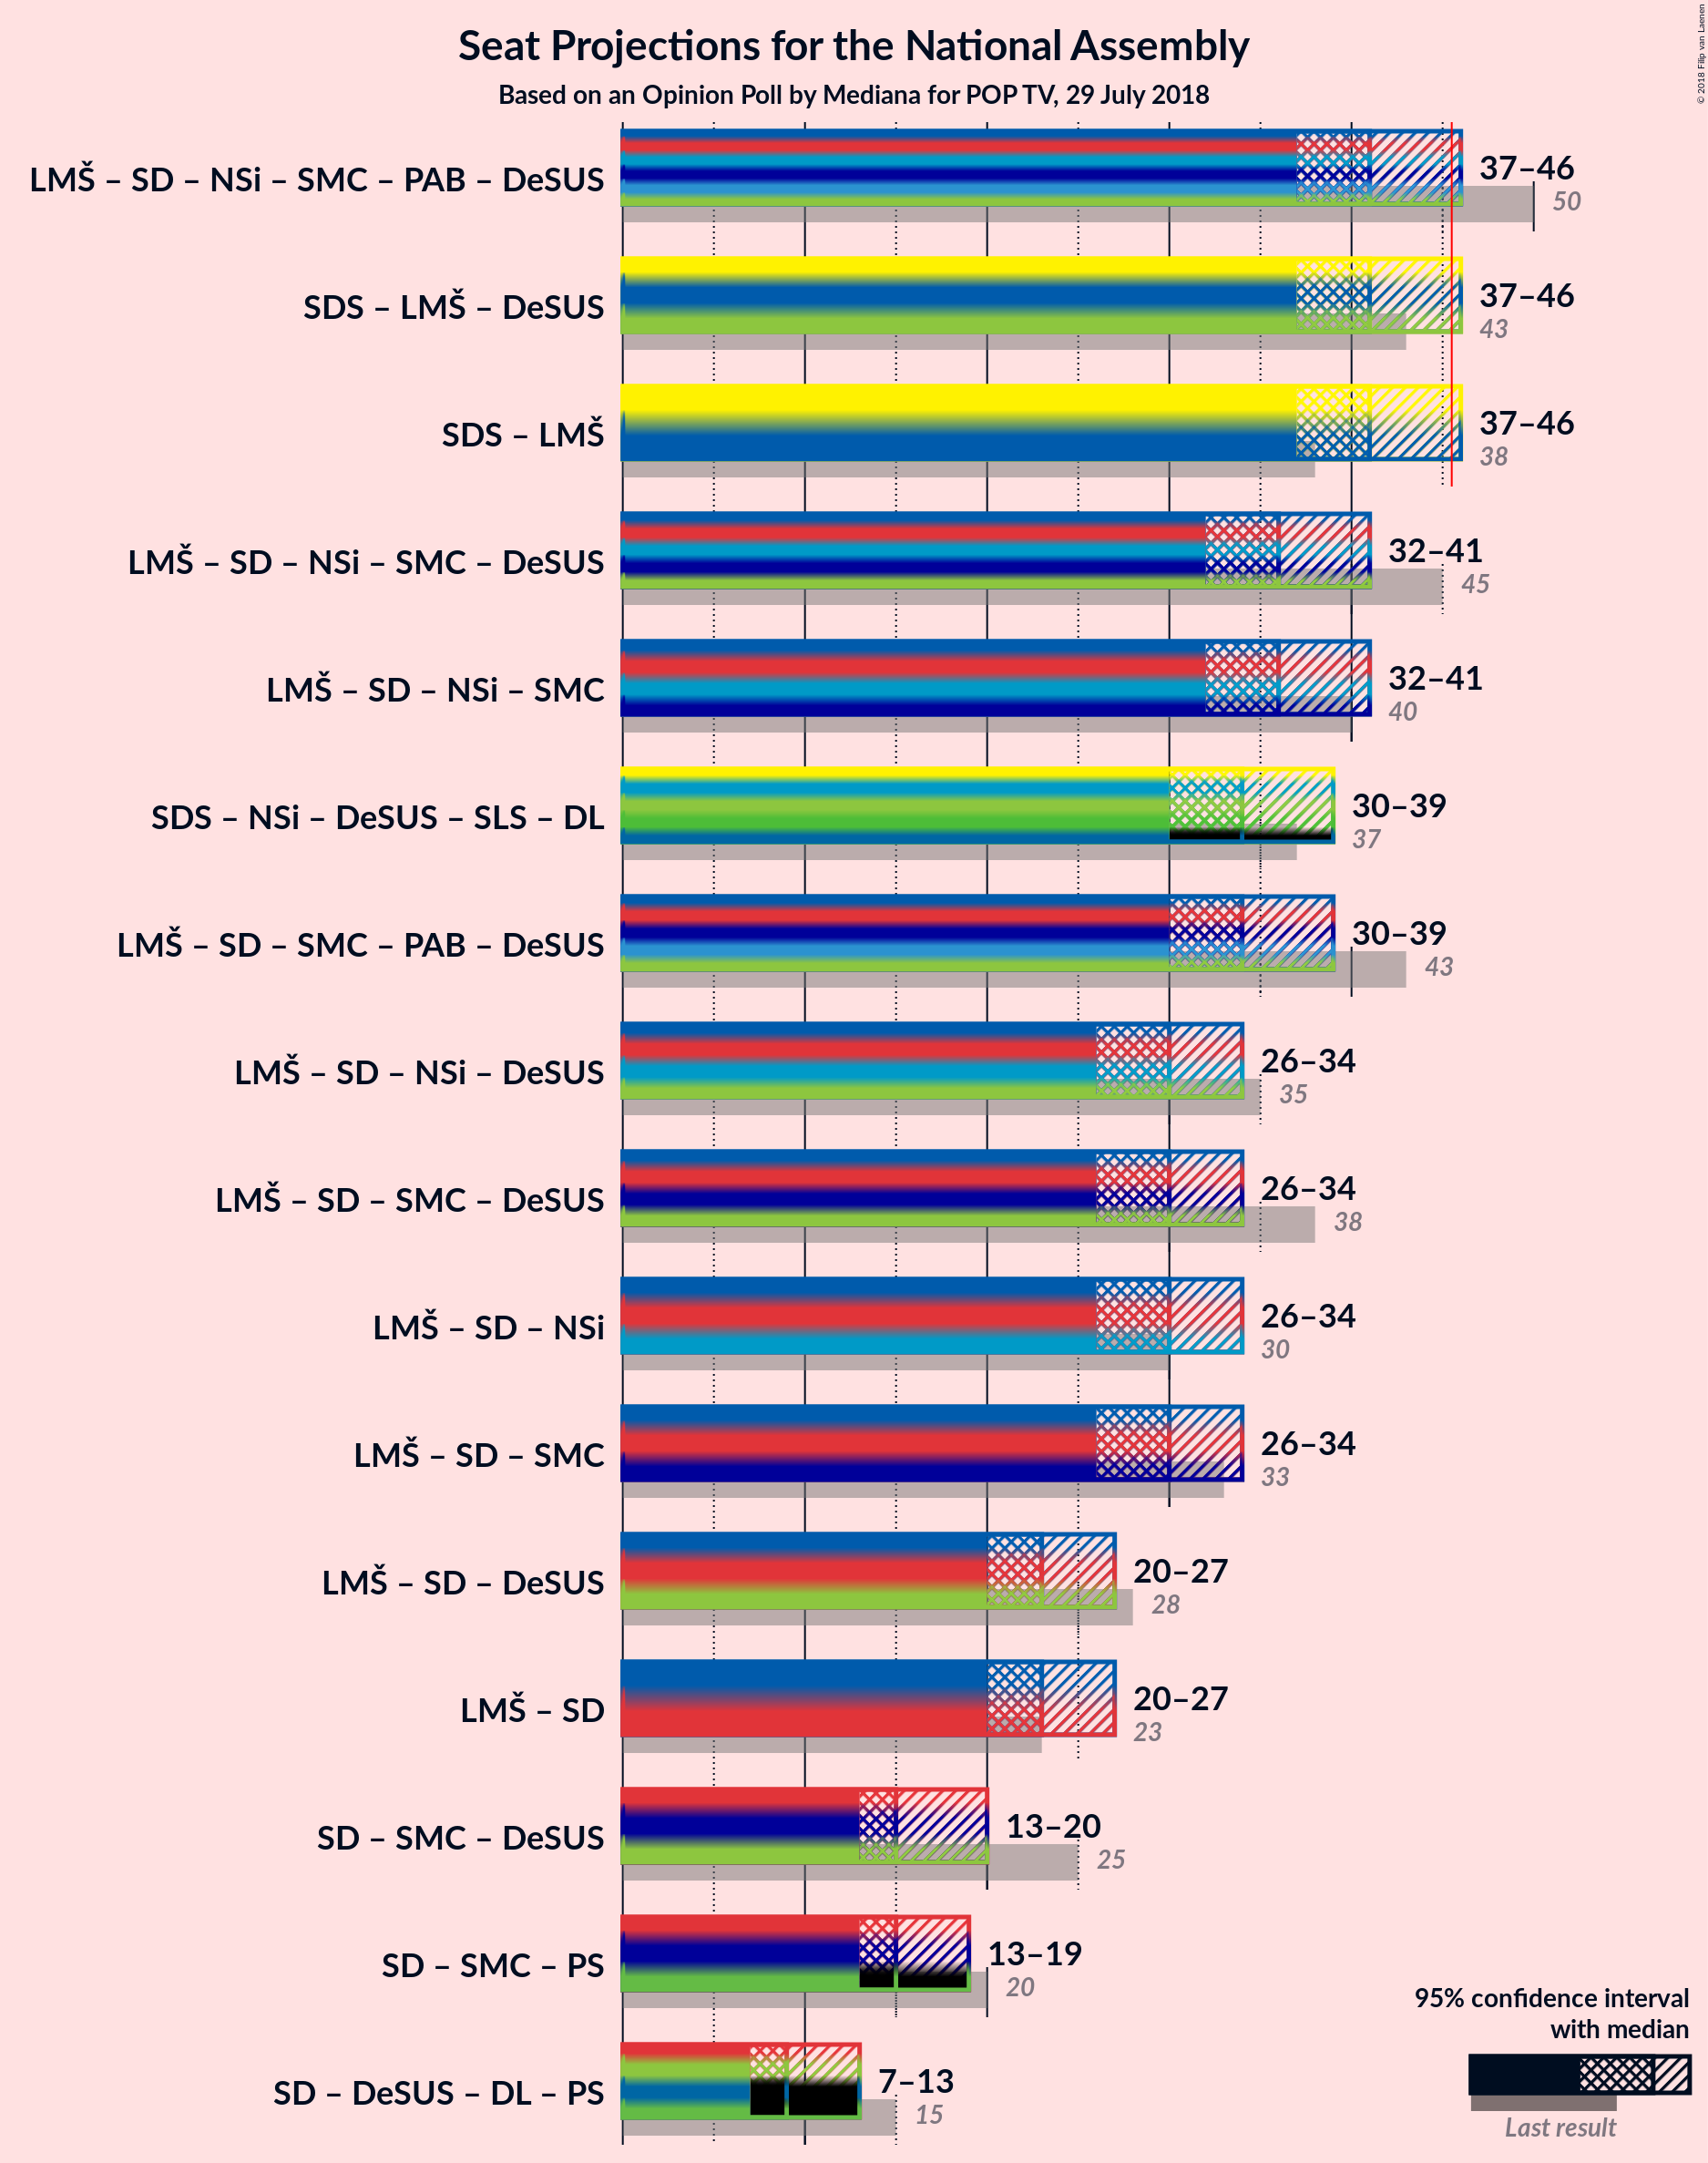 © 2018 Filip van Laenen
Seat Projections for the National Assembly
Based on an Opinion Poll by Mediana for POP TV, 29 July 2018
LMŠ – SD – NSi – SMC – PAB – DeSUS
37–46
50
SDS – LMŠ – DeSUS
37–46
43
SDS – LMŠ
37–46
38
LMŠ – SD – NSi – SMC – DeSUS
32–41
45
LMŠ – SD – NSi – SMC
32–41
40
SDS – NSi – DeSUS – SLS – DL
30–39
37
LMŠ – SD – SMC – PAB – DeSUS
30–39
43
LMŠ – SD – NSi – DeSUS
26–34
35
LMŠ – SD – SMC – DeSUS
26–34
38
LMŠ – SD – NSi
26–34
30
LMŠ – SD – SMC
26–34
33
LMŠ – SD – DeSUS
20–27
28
LMŠ – SD
20–27
23
SD – SMC – DeSUS
13–20
25
SD – SMC – PS
13–19
20
SD – DeSUS – DL – PS
7–13
15
95% confidence interval
with median
Last result